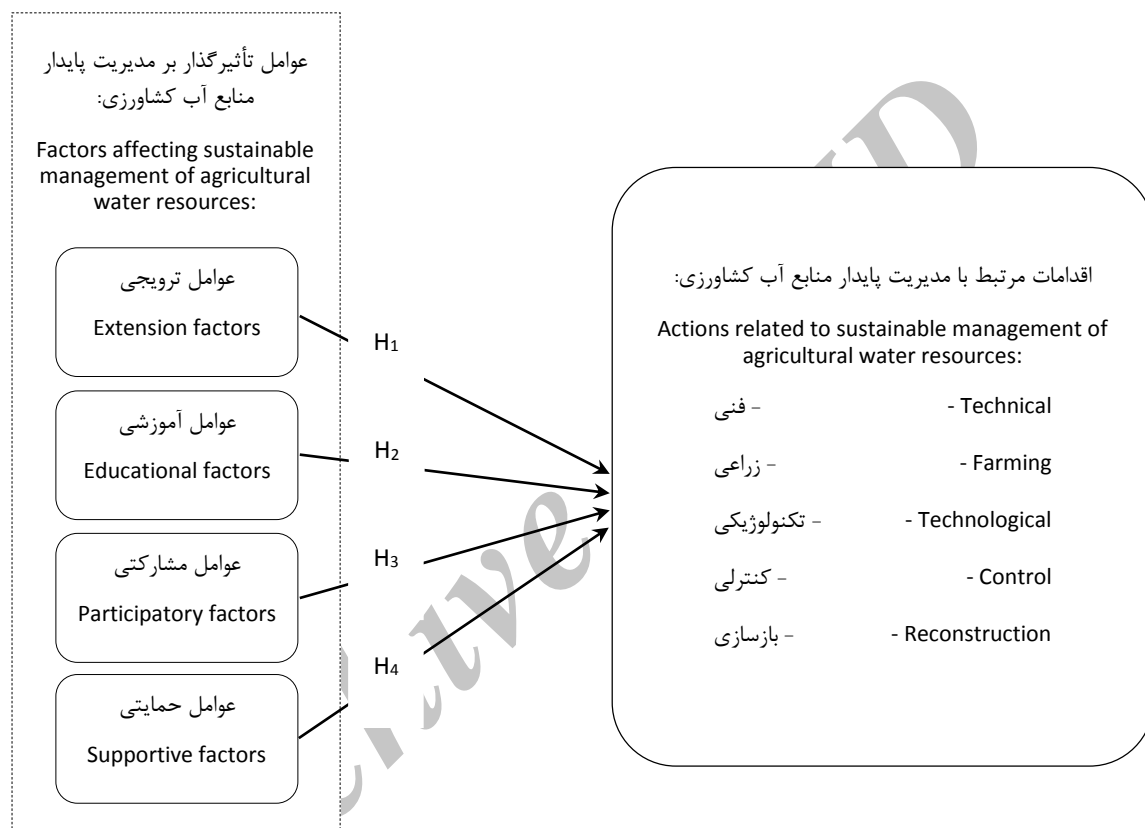 عوامل تأثیرگذار بر مدیریت پایدار
منابع آب کشاورزی:
Factors affecting sustainable
management of agricultural
water resources:
عوامل ترویجی
Extension factors
عوامل آموزشی
Educational factors
عوامل مشارکتی
Participatory factors
عوامل حمایتی
Supportive factors
H1
H2
H3
H4
اقدامات مرتبط با مدیریت پایدار منابع آب کشاورزی:
Actions related to sustainable management of
agricultural water resources:
- فنی - Technical
- زراعی - Farming
- تکنولوژیکی - Technological
- کنترلی - Control
- بازسازی - Reconstruction